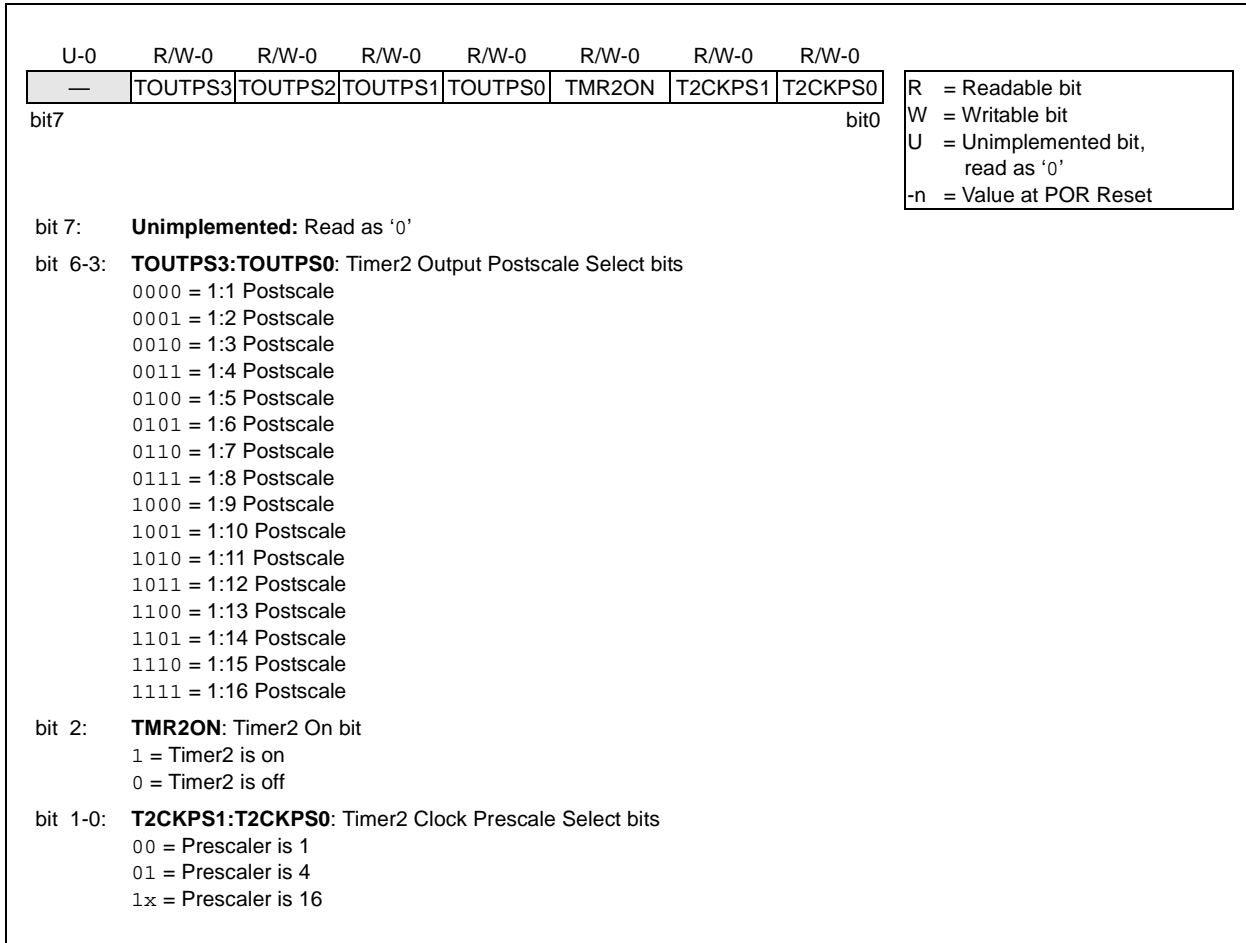 U-0 R/W-0 R/W-0 R/W-0 R/W-0 R/W-0 R/W-0 R/W-0
— TOUTPS3 TOUTPS2 TOUTPS1 TOUTPS0 TMR2ON T2CKPS1 T2CKPS0
bit7 bit0
R = Readable bit
W = Writable bit
U = Unimplemented bit,
read as ‘0’
-n = Value at POR Reset
bit 7: Unimplemented: Read as ‘0’
bit 6-3: TOUTPS3:TOUTPS0: Timer2 Output Postscale Select bits
0000 = 1:1 Postscale
0001 = 1:2 Postscale
0010 = 1:3 Postscale
0011 = 1:4 Postscale
0100 = 1:5 Postscale
0101 = 1:6 Postscale
0110 = 1:7 Postscale
0111 = 1:8 Postscale
1000 = 1:9 Postscale
1001 = 1:10 Postscale
1010 = 1:11 Postscale
1011 = 1:12 Postscale
1100 = 1:13 Postscale
1101 = 1:14 Postscale
1110 = 1:15 Postscale
1111 = 1:16 Postscale
bit 2: TMR2ON: Timer2 On bit
1 = Timer2 is on
0 = Timer2 is off
bit 1-0: T2CKPS1:T2CKPS0: Timer2 Clock Prescale Select bits
00 = Prescaler is 1
01 = Prescaler is 4
1x = Prescaler is 16